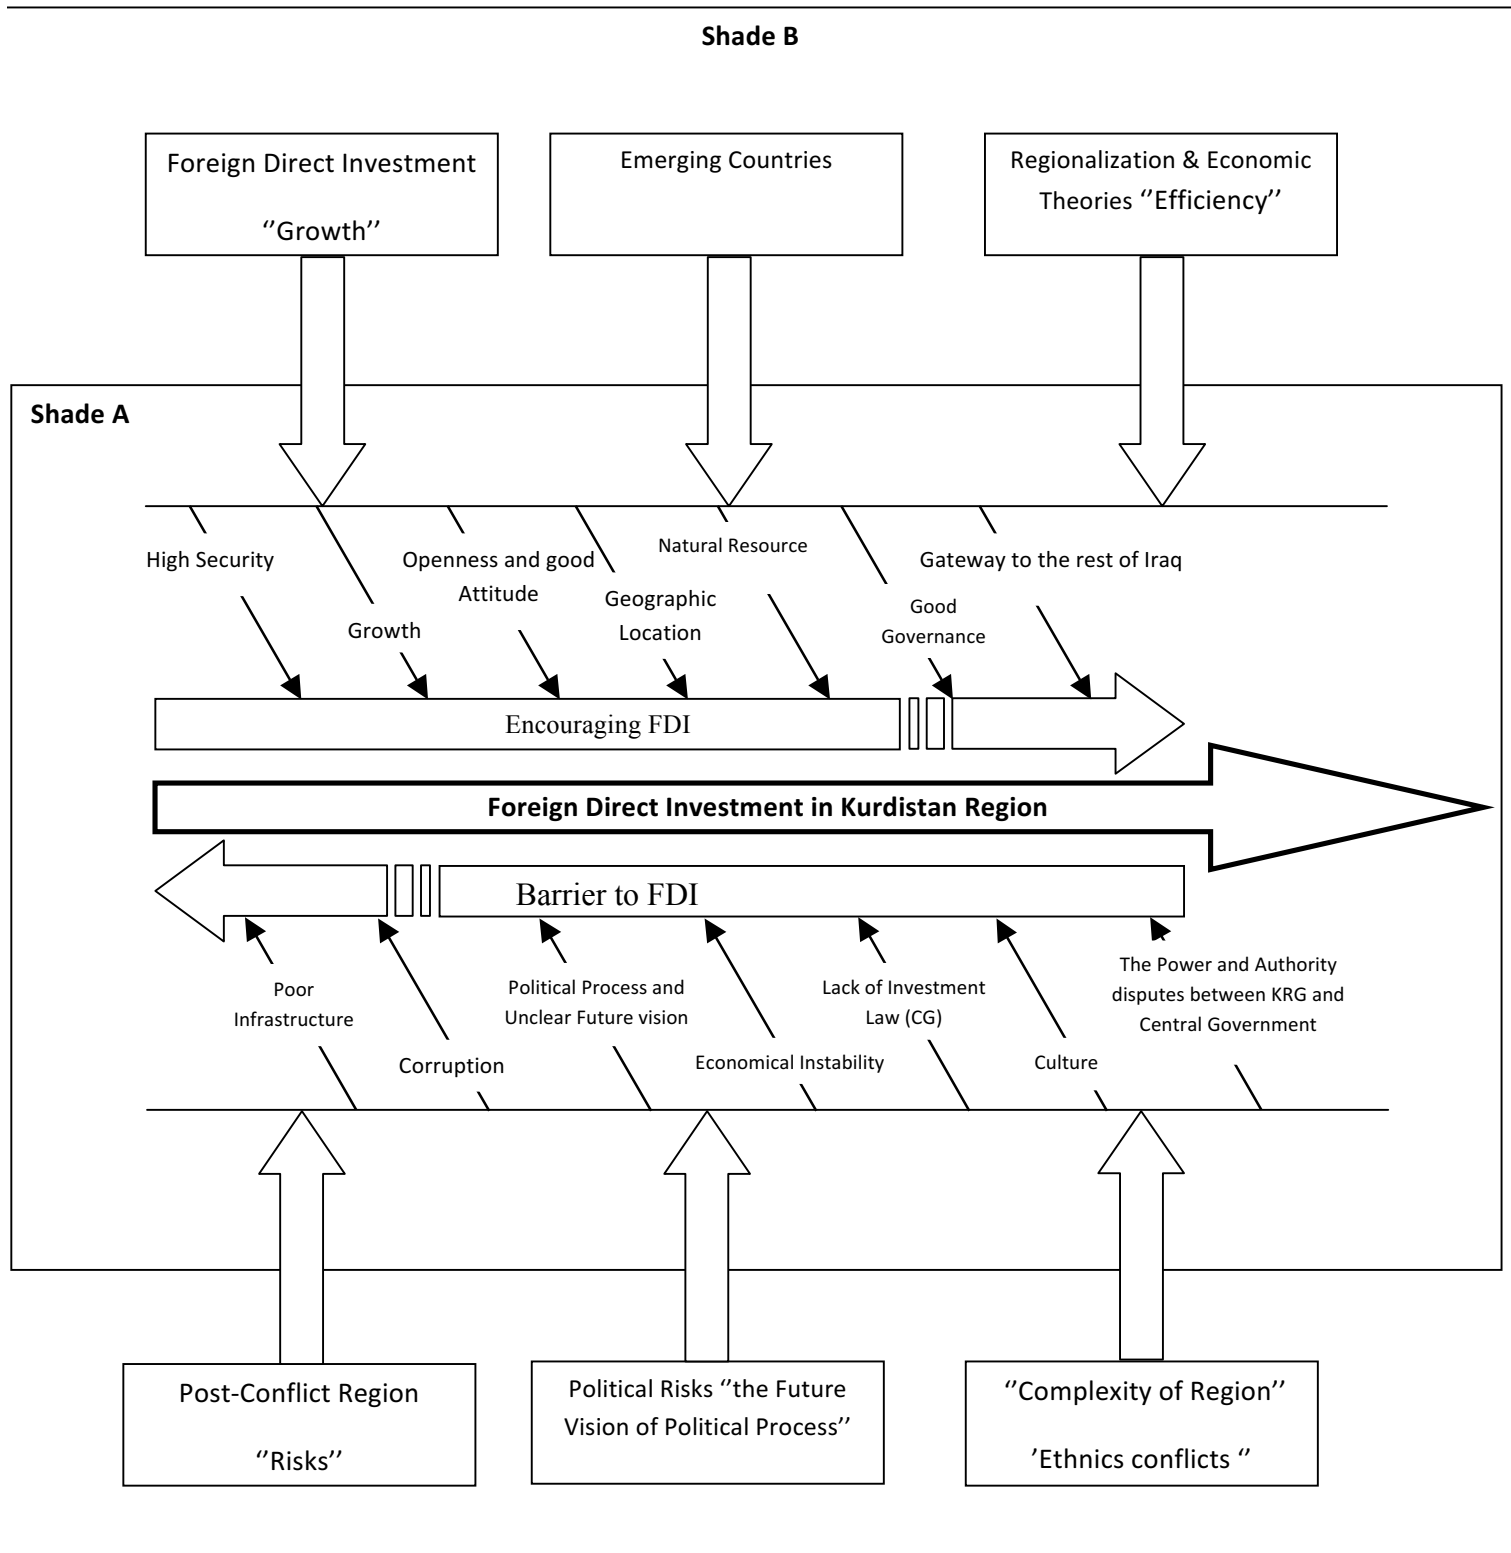 Shade B
Foreign Direct Investment
‘’Growth’’
Emerging Countries
Regionalization & Economic
Theories ‘’Efficiency’’
Shade A
High Security
Growth
Openness and good
Attitude
Geographic
Location
Natural Resource
Good
Governance
Gateway to the rest of Iraq
Encouraging FDI
Foreign Direct Investment in Kurdistan Region
Barrier to FDI
Poor
Infrastructure
Corruption
Political Process and
Unclear Future vision
Economical Instability
Lack of Investment
Law (CG)
Culture
The Power and Authority
disputes between KRG and
Central Government
Post-Conflict Region
‘’Risks’’
Political Risks ‘’the Future
Vision of Political Process’’
‘’Complexity of Region’’
’Ethnics conflicts ‘’